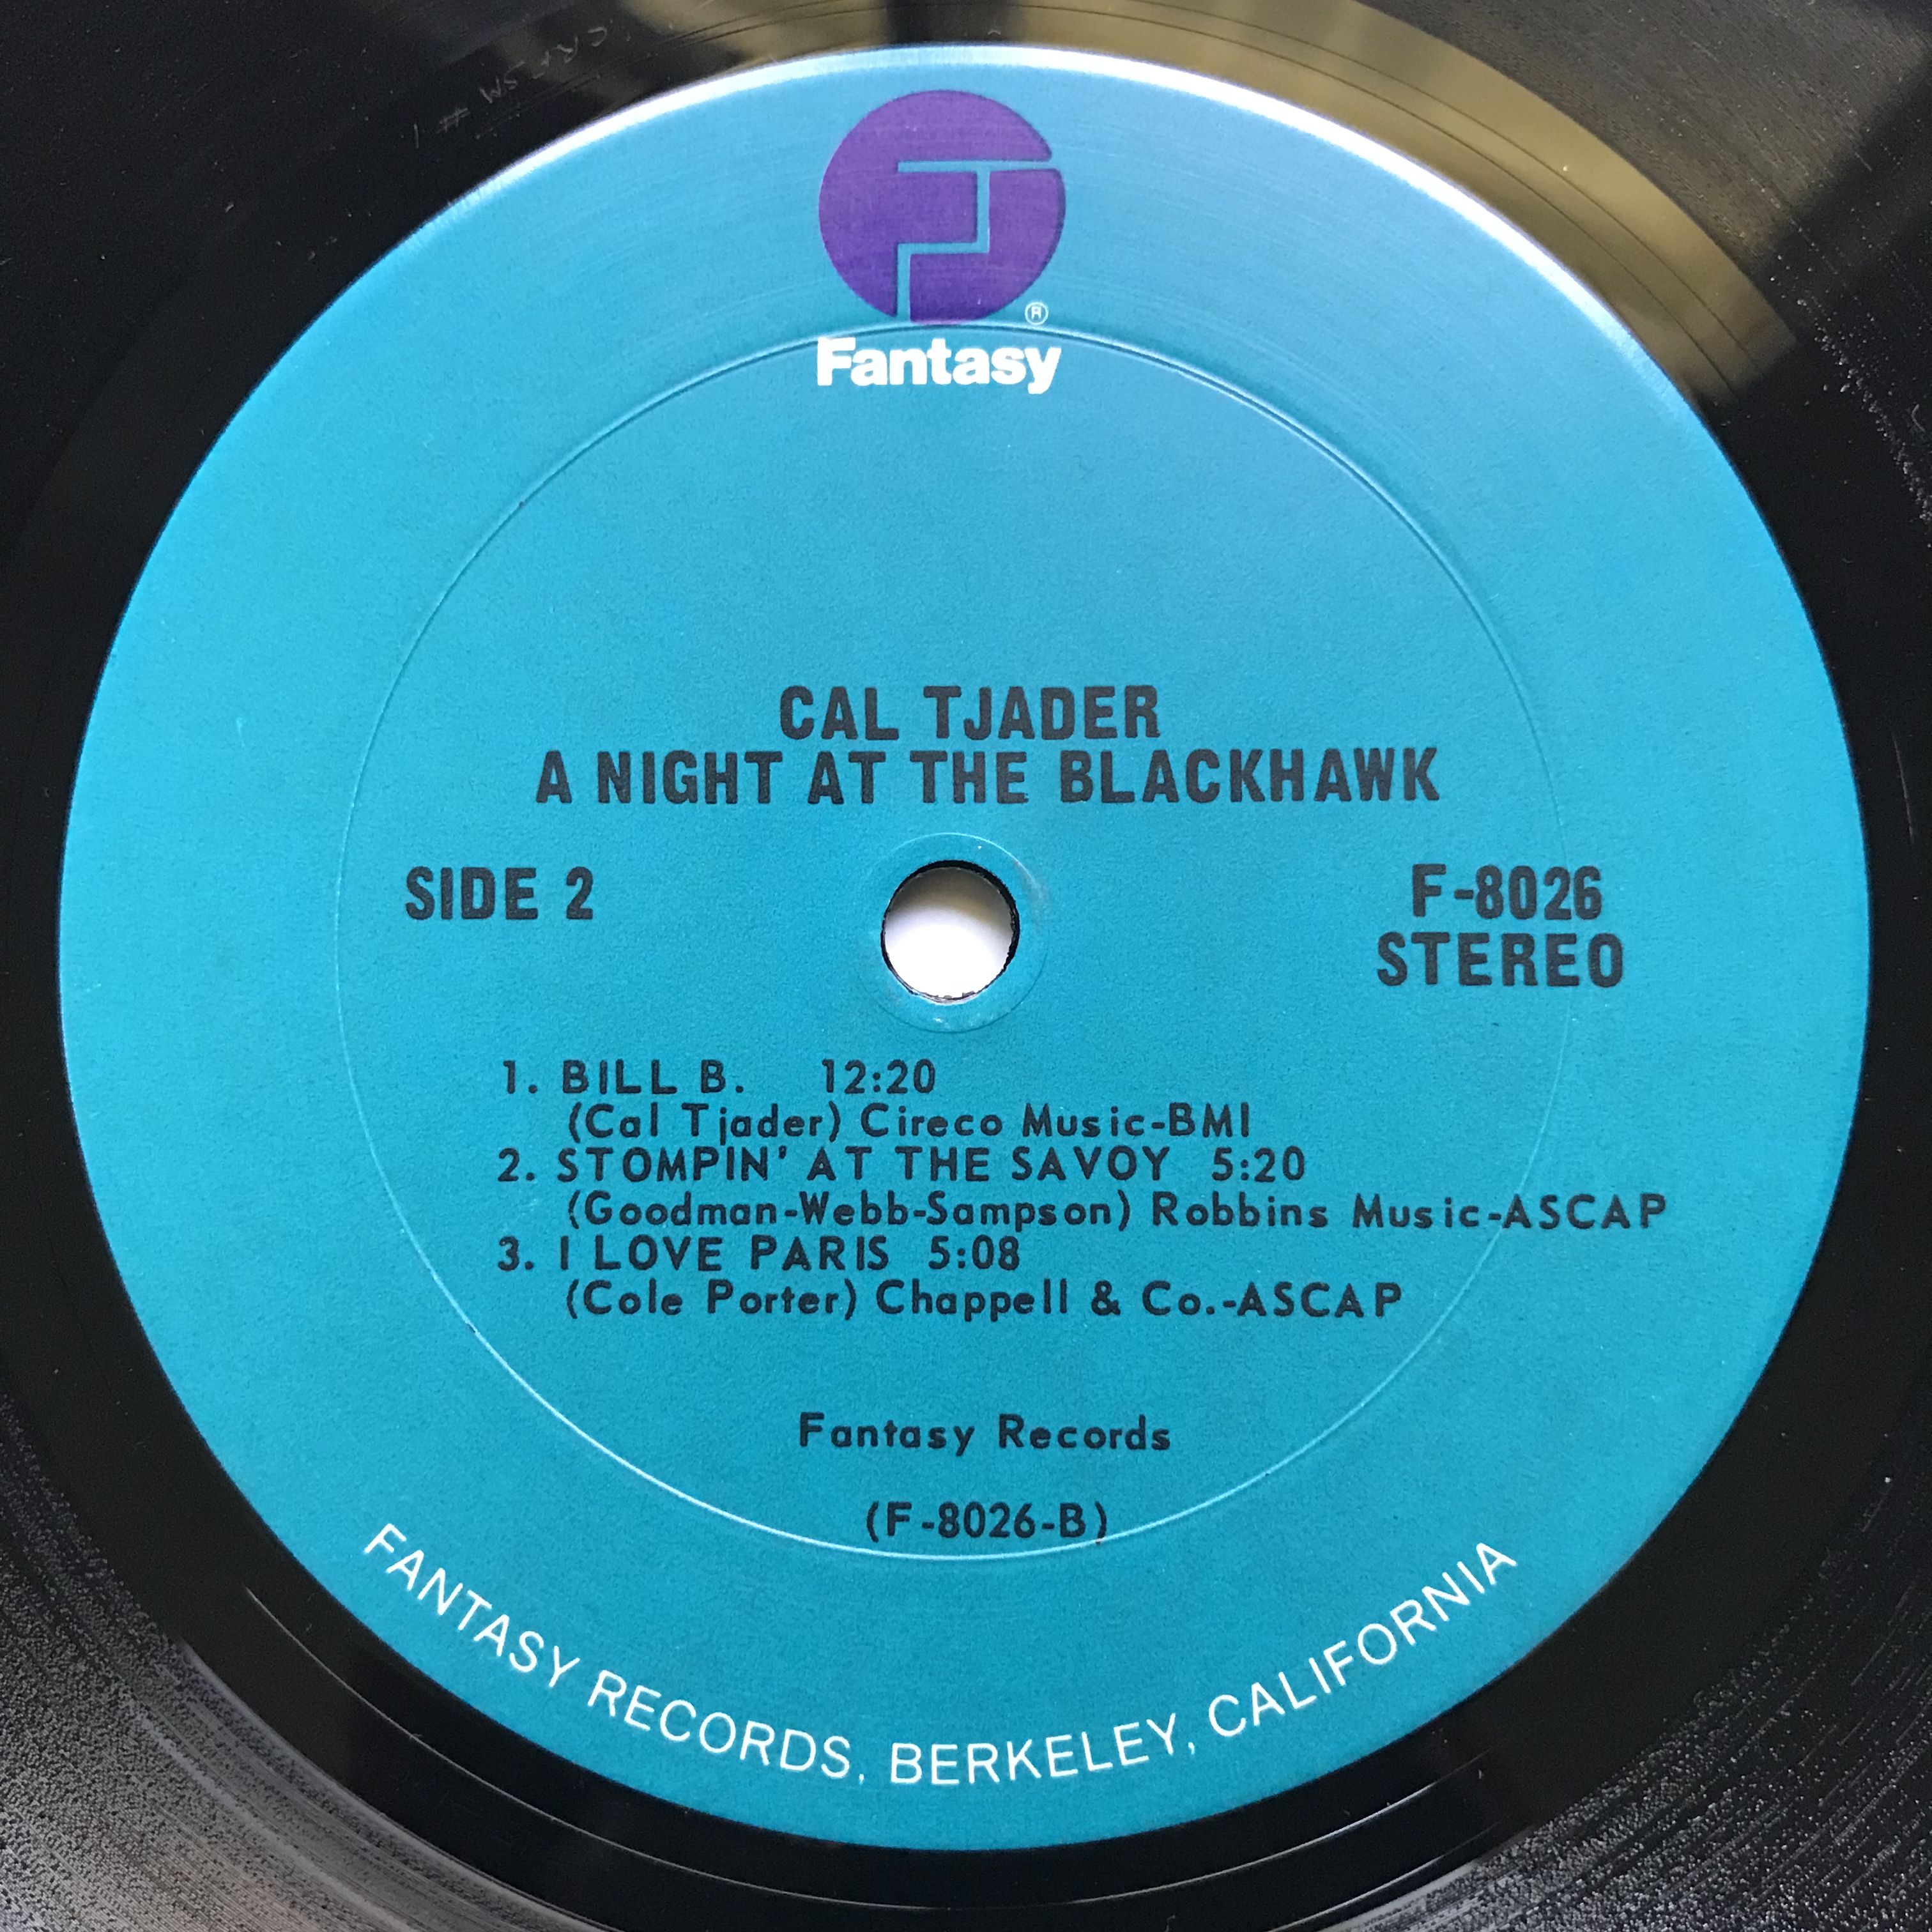 ®
Fantasy
CAL TJADER
A NIGHT AT THE BLACKHAWK
SIDE 2
F-8026
STEREO
1. BILL B. 12:20
(Cal Tjader) Cireco Music-BMI
2. STOMPIN' AT THE SAVOY 5:20
(Goodman-Webb-Sampson) Robbins Music-ASCAP
3. I LOVE PARIS 5:08
(Cole Porter) Chappell & Co.-ASCAP
Fantasy Records
(F-8026-B)
FANTASY RECORDS, BERKELEY, CALIFORNIA